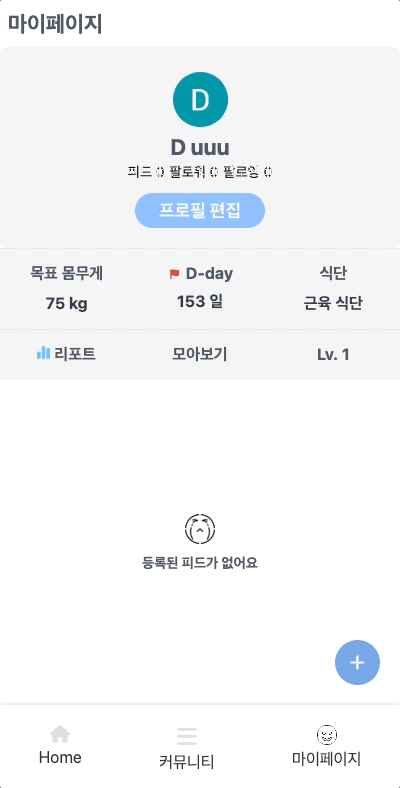 마이페이지
D
D uuu
피드 0 팔로워 0 팔로잉 0
프로필 편집
목표 몸무게 D-day 식단
75 kg 153 일 근육 식단
리포트 모아보기 Lv. 1
등록된 피드가 없어요
+
Home 커뮤니티 마이페이지